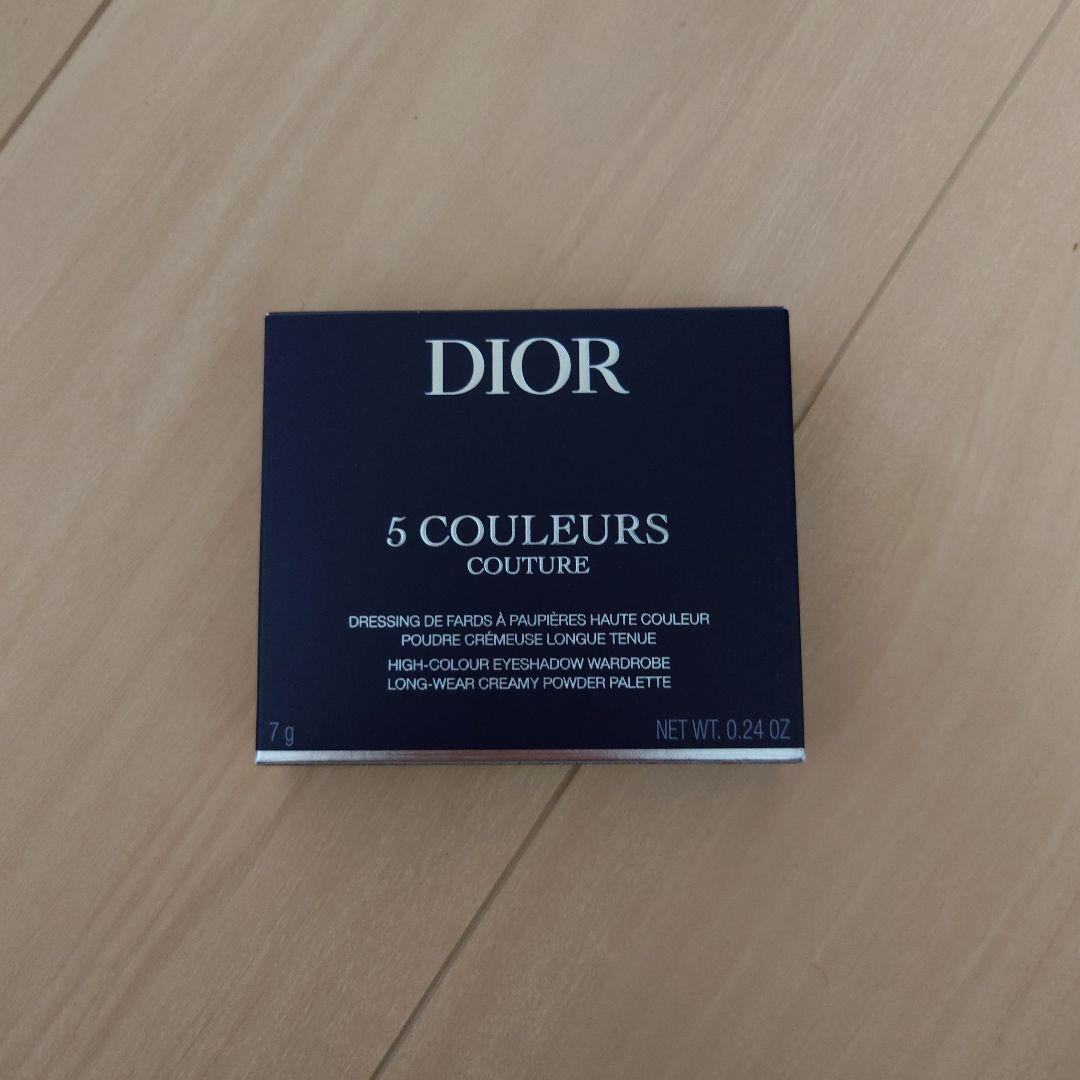 DIOR
5 COULEURS
COUTURE
DRESSING DE FARDS À PAUPIÈRES HAUTE COULEUR
POUDRE CRÉMEUSE LONGUE TENUE
HIGH-COLOUR EYESHADOW WARDROBE
LONG-WEAR CREAMY POWDER PALETTE
7 g
NET WT. 0.24 OZ